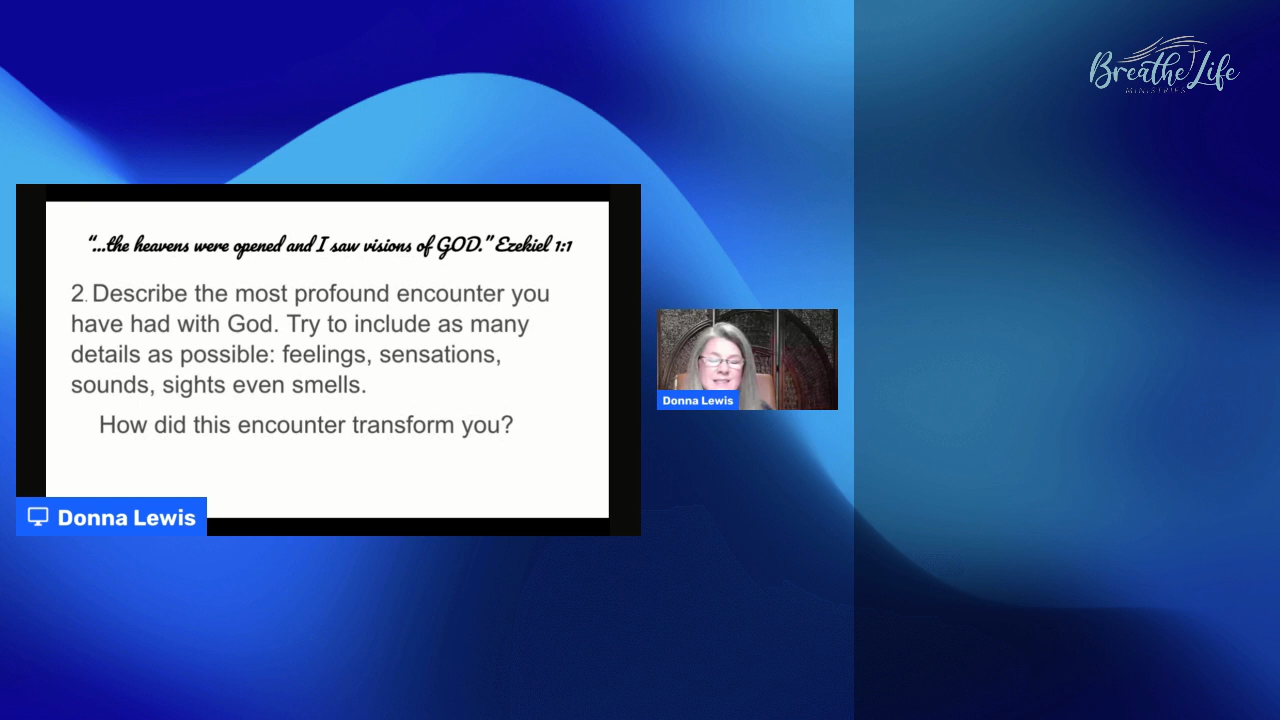 Breathe Life
MINISTRIES
“...the heavens were opened and I saw visions of GOD.” Ezekiel 1:1
2. Describe the most profound encounter you
have had with God. Try to include as many
details as possible: feelings, sensations,
sounds, sights even smells.
How did this encounter transform you?
Donna Lewis
Donna Lewis